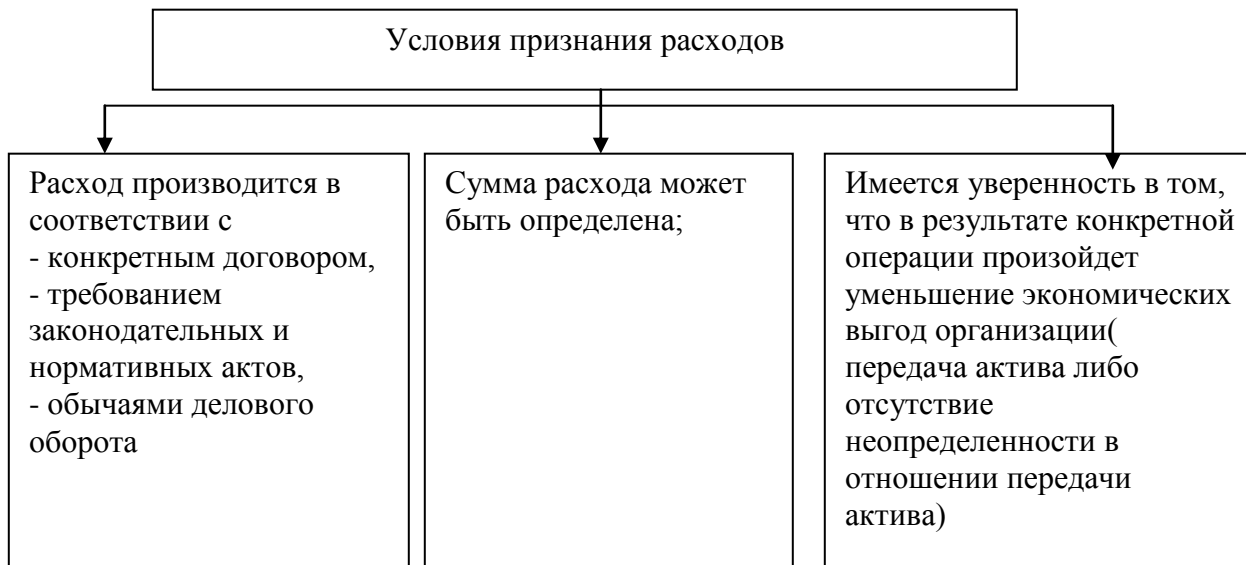 Условия признания расходов
Расход производится в
соответствии с
- конкретным договором,
- требованием
законодательных и
нормативных актов,
- обычаями делового
оборота
Сумма расхода может
быть определена;
Имеется уверенность в том,
что в результате конкретной
операции произойдет
уменьшение экономических
выгод организации(
передача актива либо
отсутствие
неопределенности в
отношении передачи
актива)